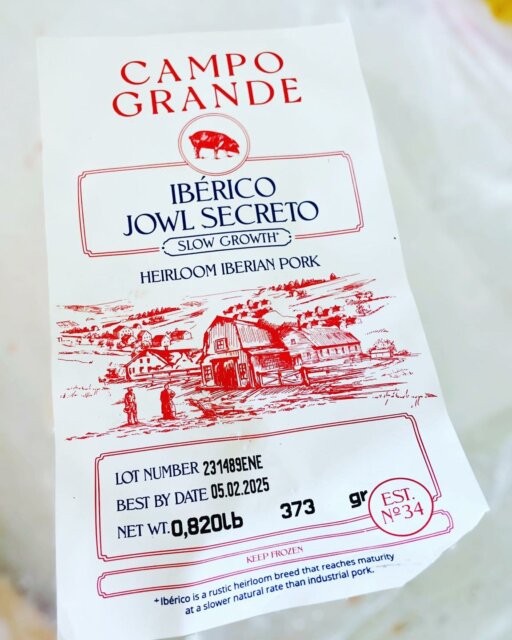 CAMPO
GRANDE
IBÉRICO
JOWL SECRETO
SLOW GROWTH*
HEIRLOOM IBERIAN PORK
LOT NUMBER 231489ENE
BEST BY DATE 05.02.2025
NET WT. 0,820lb 373 gr
EST.
Nº34
KEEP FROZEN
*Ibérico is a rustic heirloom breed that reaches maturity
at a slower natural rate than industrial pork.